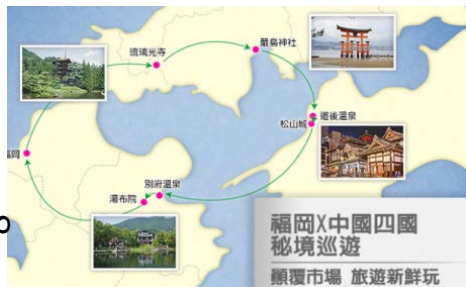 嚴島神社
琉璃光寺
道後溫泉
松山城
福岡
別府溫泉
湯布院
福岡X中國四國
秘境巡遊
顛覆市場 旅遊新鮮玩